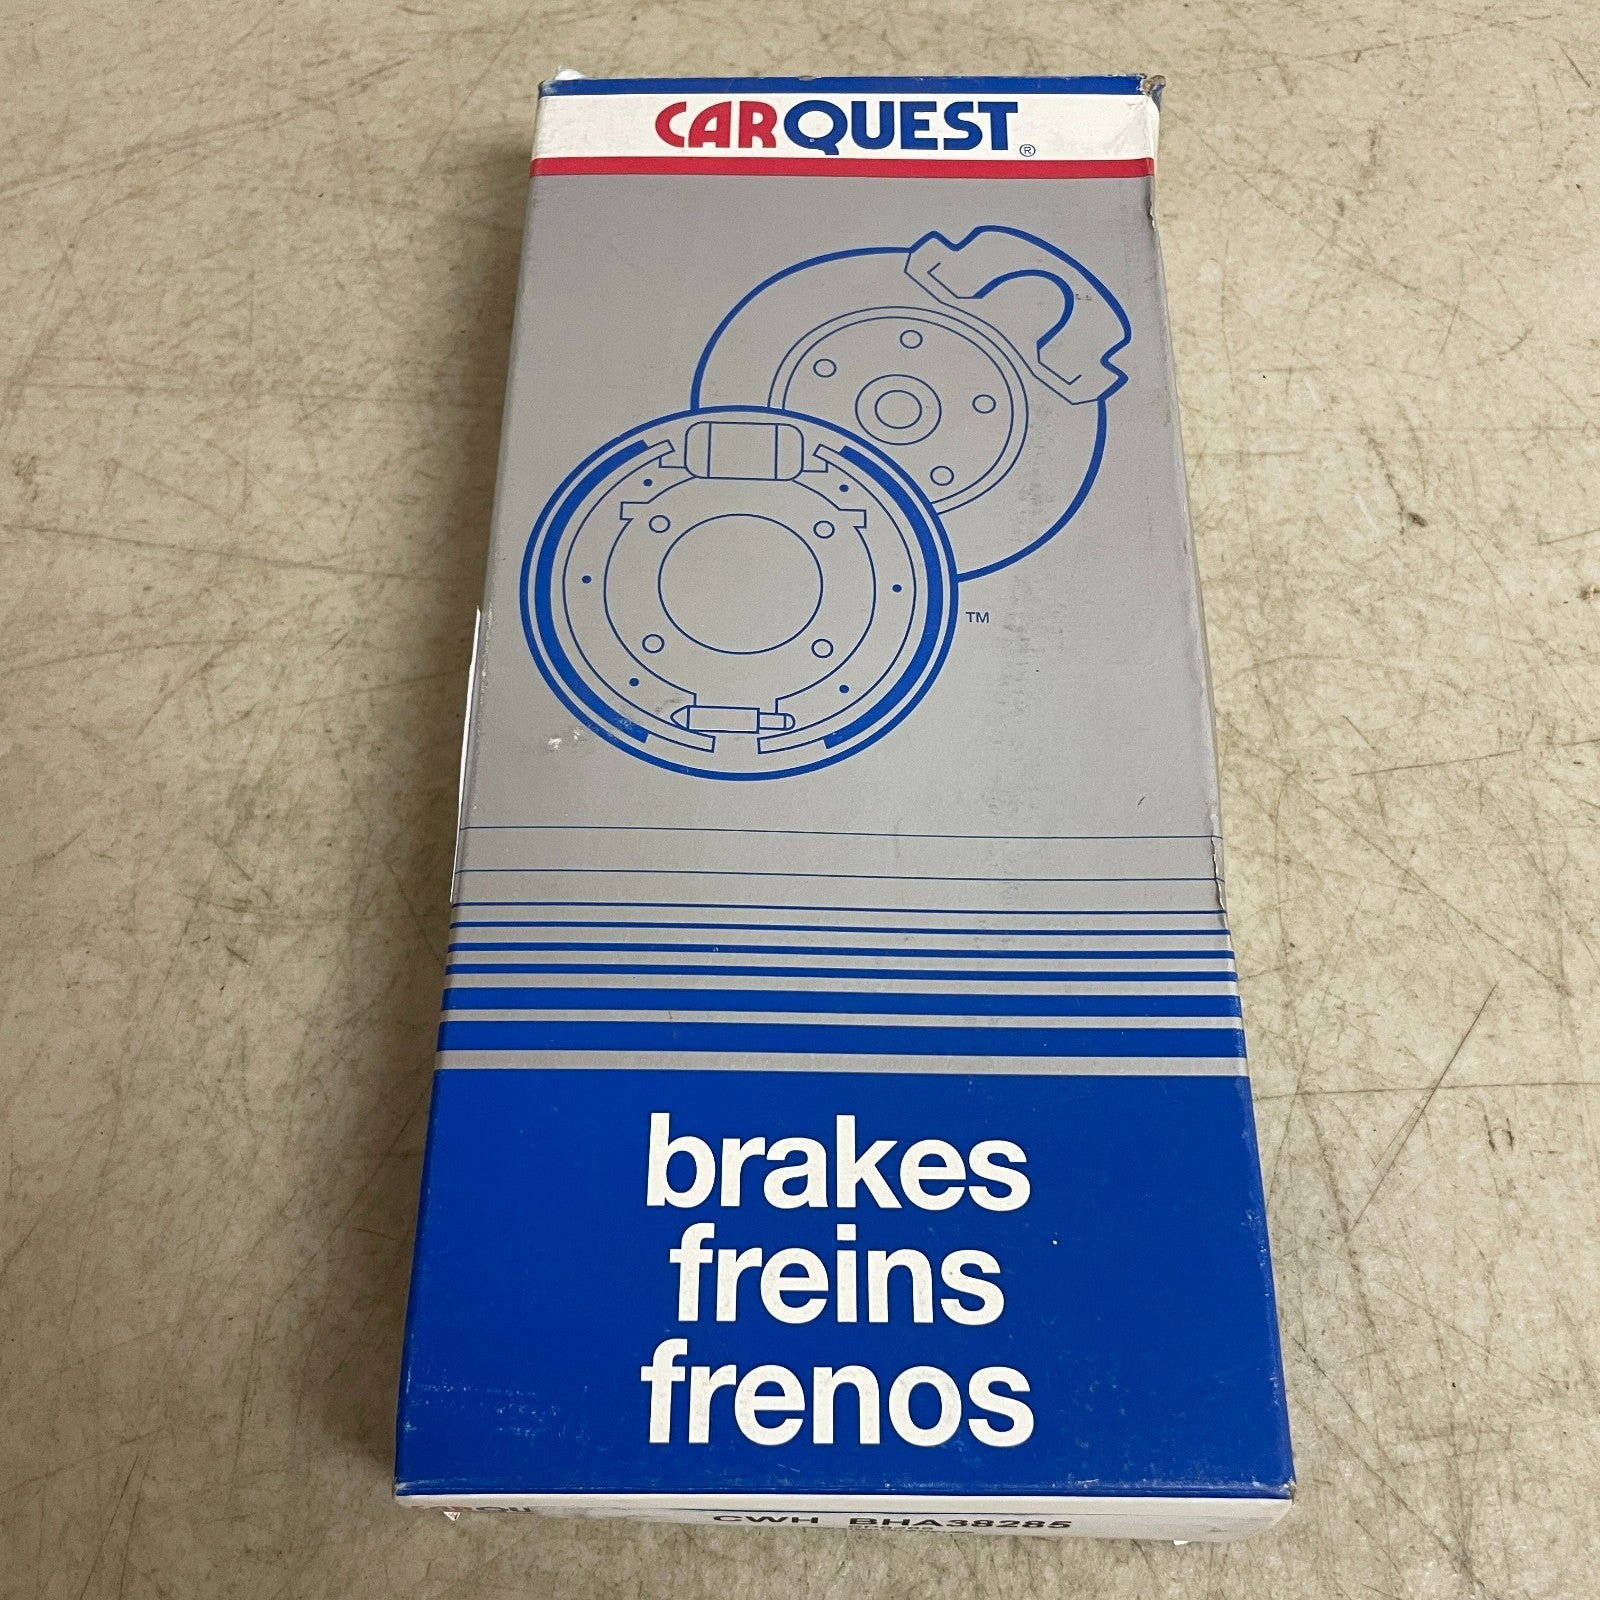 CARQUEST®
TM
brakes
freins
frenos
CWH BHA38285